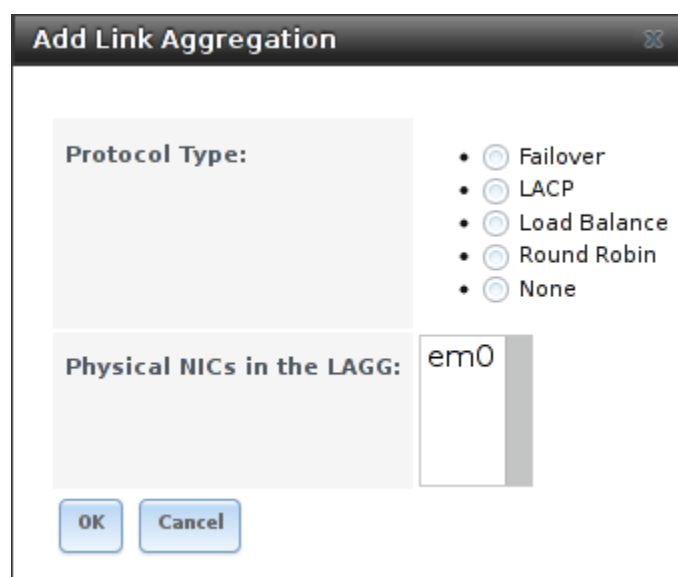 Add Link Aggregation
Protocol Type:
Failover
LACP
Load Balance
Round Robin
None
Physical NICs in the LAGG:
em0
OK
Cancel